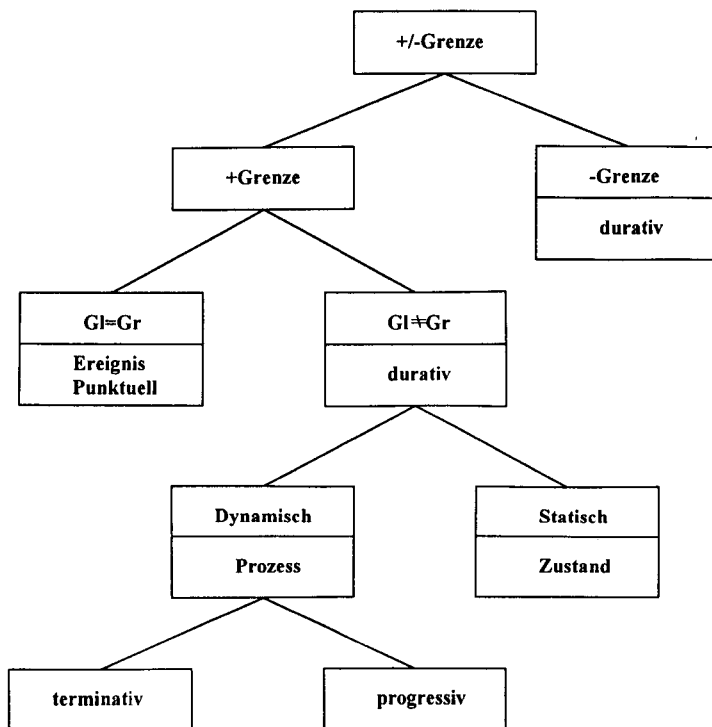 +/-Grenze
+Grenze
-Grenze
durativ
Gl=Gr
Ereignis
Punktuell
Gl≠Gr
durativ
Dynamisch
Prozess
Statisch
Zustand
terminativ
progressiv